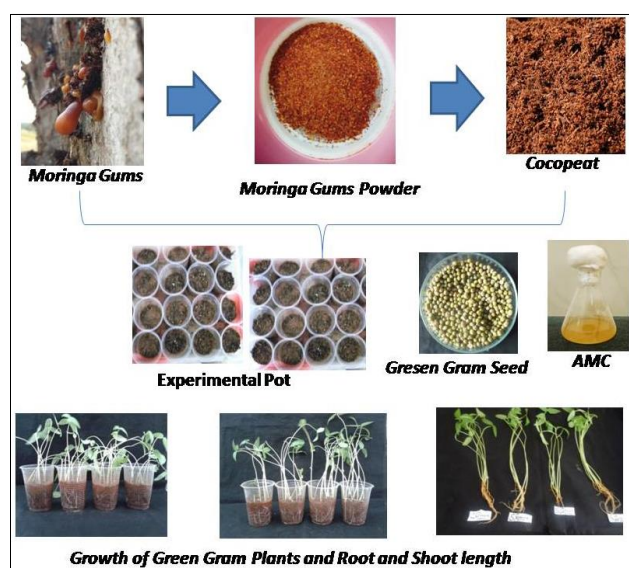 Moringa Gums
Moringa Gums Powder
Cocopeat
Experimental Pot
Gresen Gram Seed
AMC
Growth of Green Gram Plants and Root and Shoot length